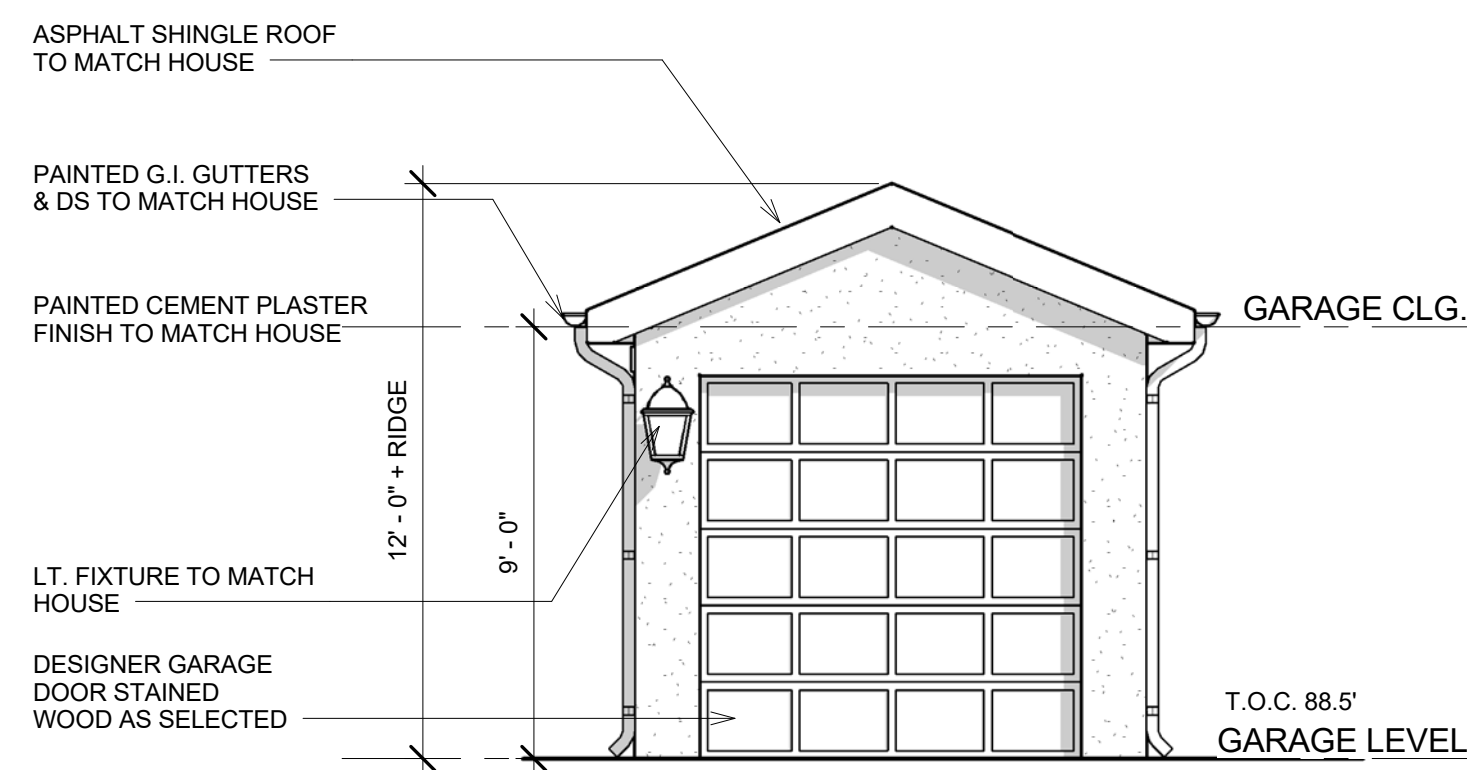 ASPHALT SHINGLE ROOF
TO MATCH HOUSE
PAINTED G.I. GUTTERS
& DS TO MATCH HOUSE
PAINTED CEMENT PLASTER
FINISH TO MATCH HOUSE
GARAGE CLG.
12' - 0" + RIDGE
9' - 0"
LT. FIXTURE TO MATCH
HOUSE
DESIGNER GARAGE
DOOR STAINED
WOOD AS SELECTED
T.O.C. 88.5'
GARAGE LEVEL